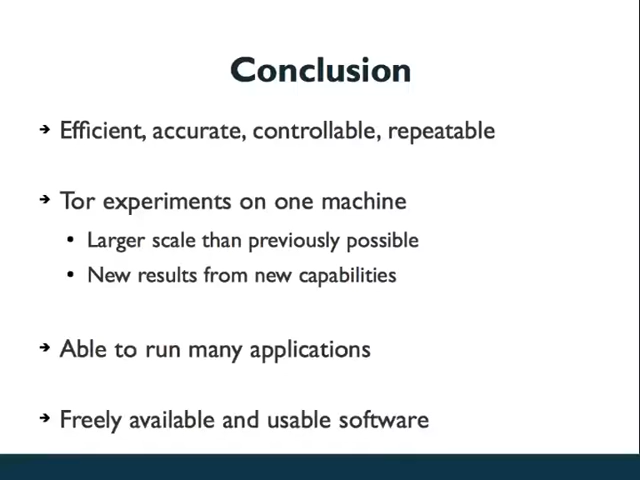 Conclusion
➔ Efficient, accurate, controllable, repeatable
➔ Tor experiments on one machine
• Larger scale than previously possible
• New results from new capabilities
➔ Able to run many applications
➔ Freely available and usable software